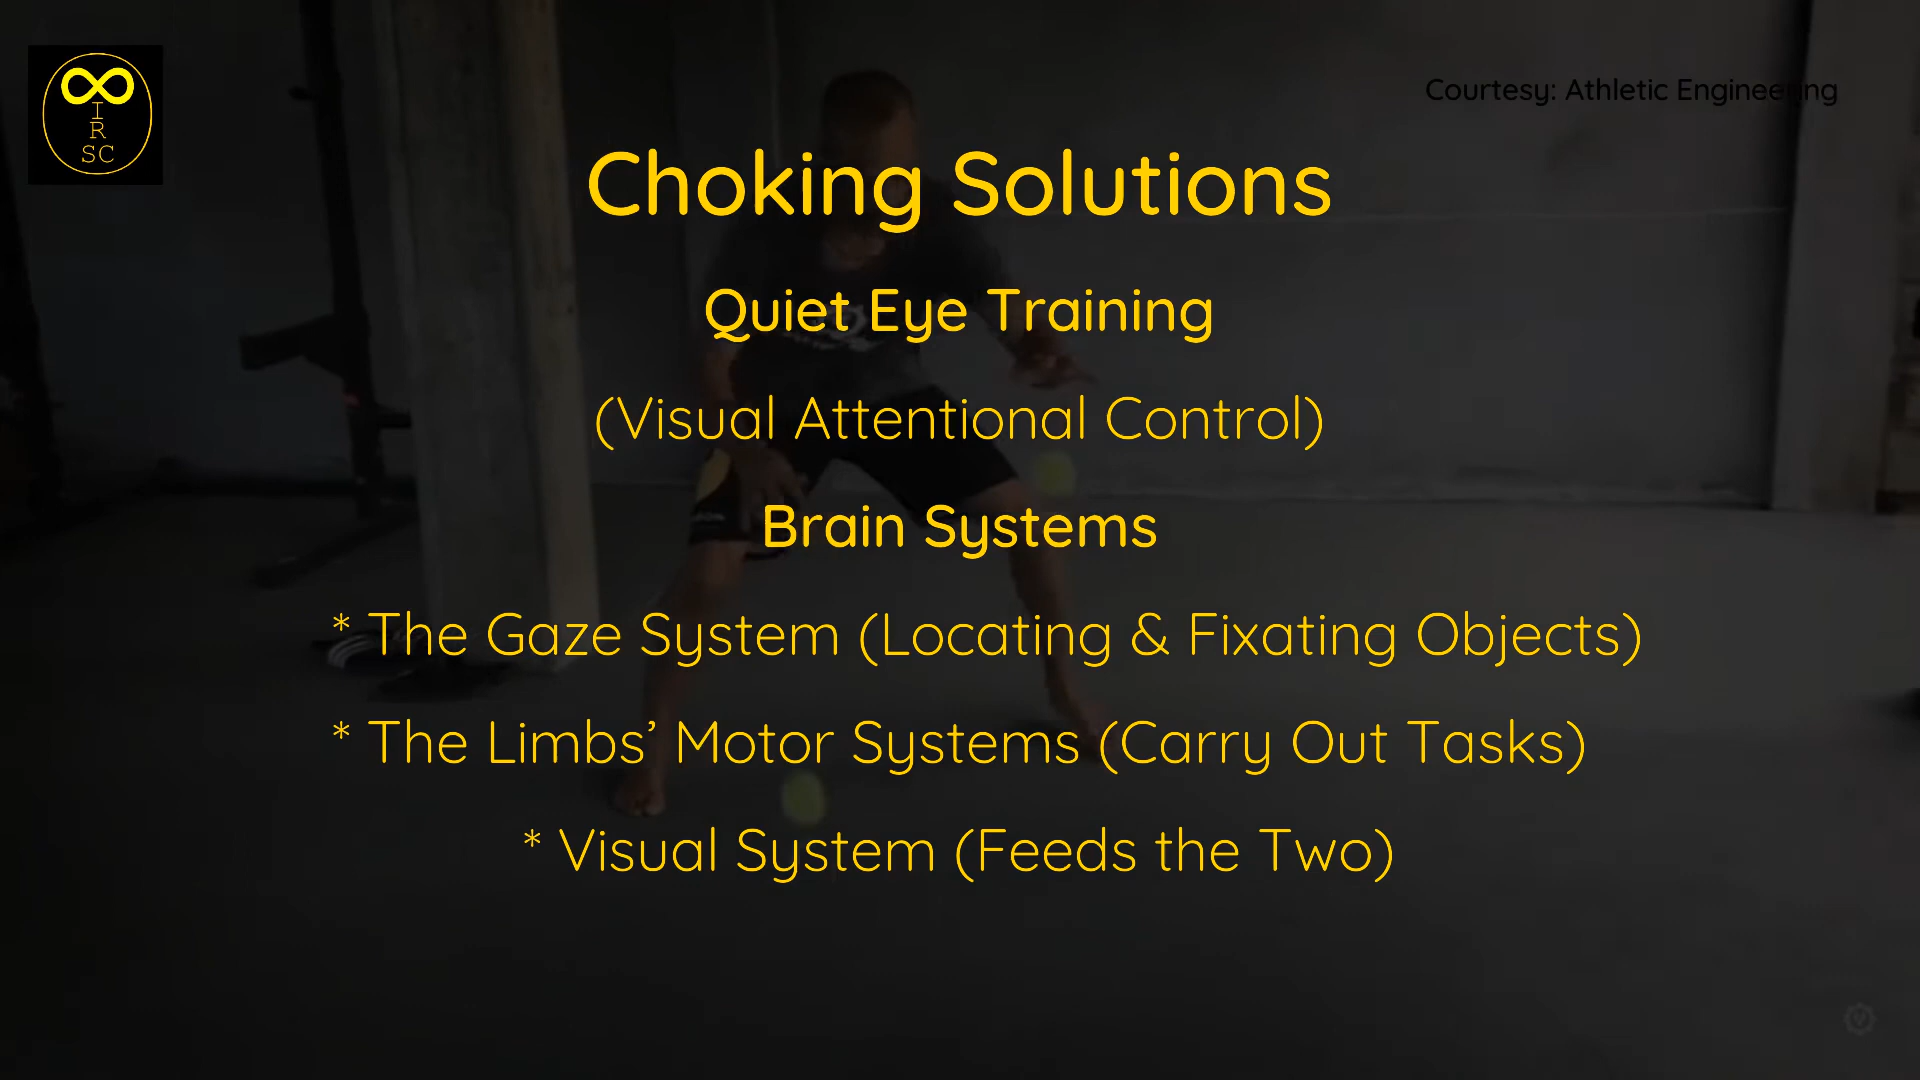 ∞
I
R
SC
Courtesy: Athletic Engineering
Choking Solutions
Quiet Eye Training
(Visual Attentional Control)
Brain Systems
* The Gaze System (Locating & Fixating Objects)
* The Limbs’ Motor Systems (Carry Out Tasks)
* Visual System (Feeds the Two)